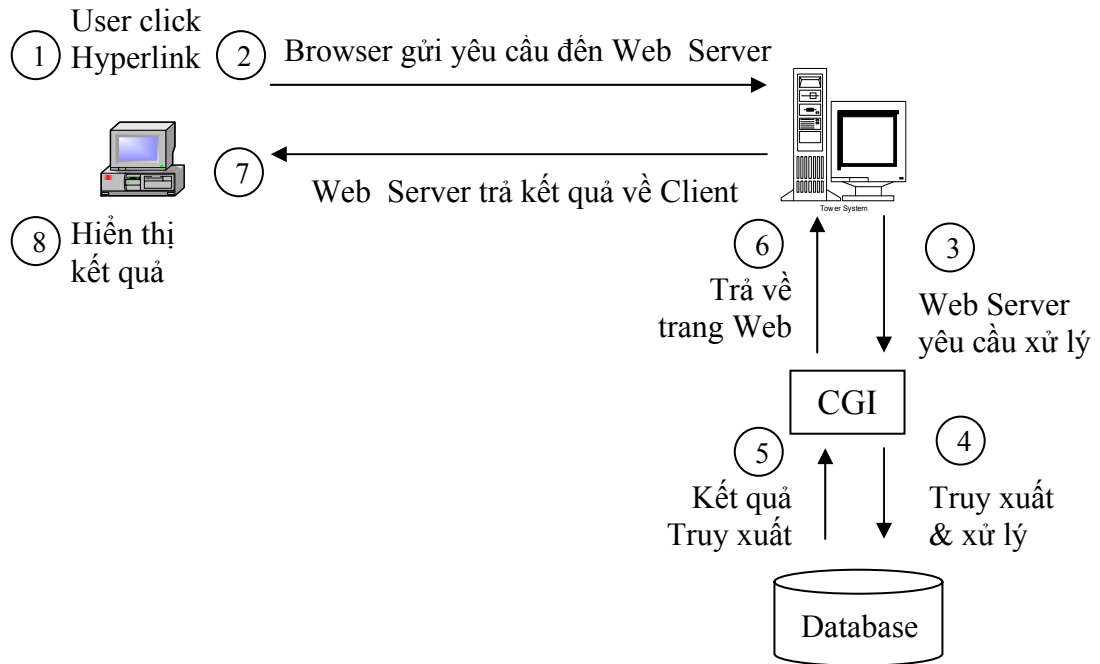 1
User click
Hyperlink
2
Browser gửi yêu cầu đến Web Server
7
Web Server trả kết quả về Client
Tower System
8
Hiển thị
kết quả
6
Trả về
trang Web
3
Web Server
yêu cầu xử lý
CGI
5
Kết quả
Truy xuất
4
Truy xuất
& xử lý
Database